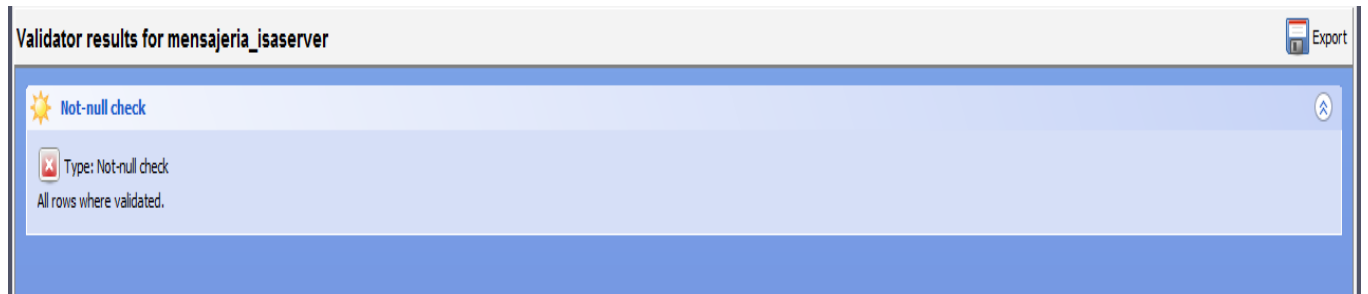 Validator results for mensajeria_isaserver
Export
Not-null check
Type: Not-null check
All rows where validated.